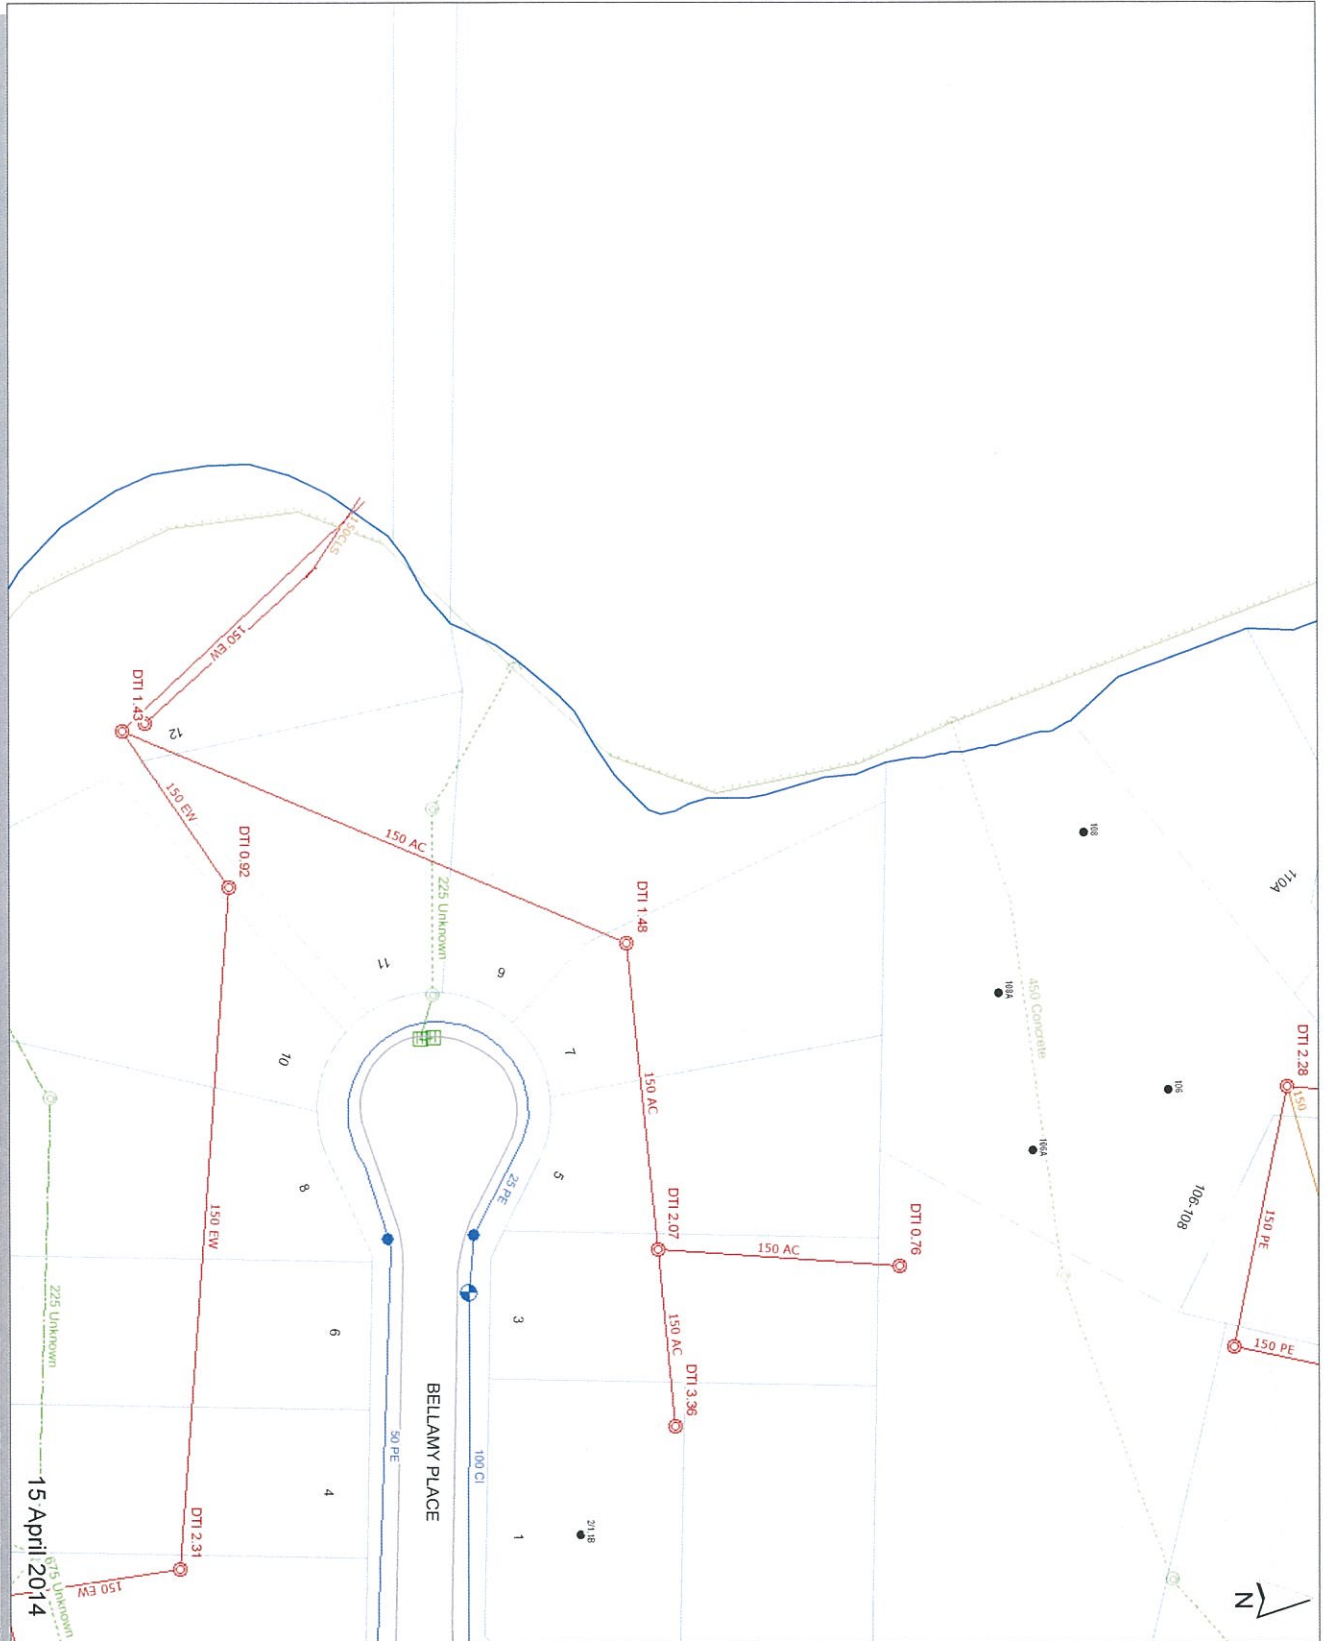 150CLS
150 EW
DTI 1.43
12
150 EW
DTI 0.92
150 AC
225 Unknown
DTI 1.48
11
9
10
7
150 AC
8
5
25 PE
DTI 2.07
150 AC
DTI 0.76
150 AC
DTI 3.36
150 EW
6
3
BELLAMY PLACE
50 PE
100 CI
4
1
2/1,1B
DTI 2.31
150 EW
225 Unknown
675 Unknown
15 April 2014
108
110A
108A
450 Concrete
106
106A
106-108
DTI 2.28
150
150 PE
150 PE
N